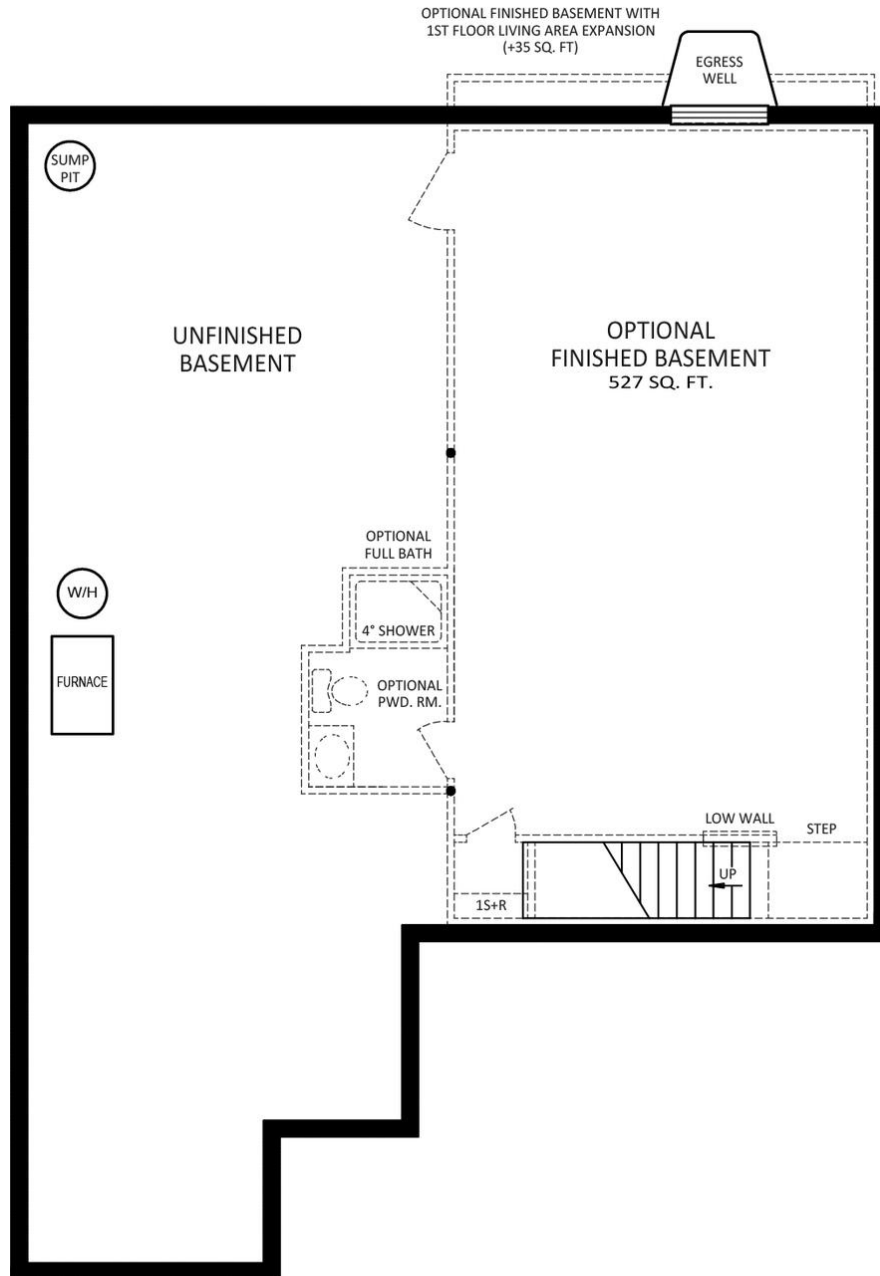 OPTIONAL FINISHED BASEMENT WITH
1ST FLOOR LIVING AREA EXPANSION
(+35 SQ. FT)
EGRESS
WELL
SUMP
PIT
UNFINISHED
BASEMENT
OPTIONAL
FINISHED BASEMENT
527 SQ. FT.
OPTIONAL
FULL BATH
W/H
4° SHOWER
FURNACE
OPTIONAL
PWD. RM.
LOW WALL
STEP
UP
1S+R